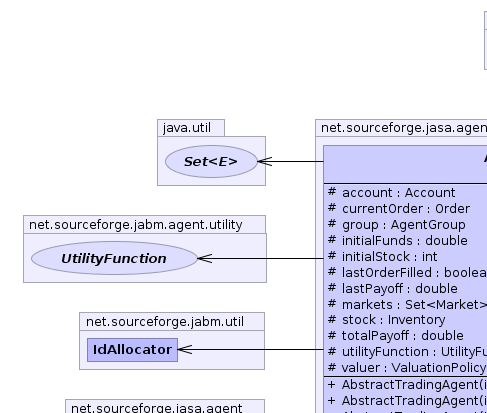 java.util
Set<E>
net.sourceforge.jabm.agent.utility
UtilityFunction
net.sourceforge.jabm.util
IdAllocator
net.sourceforge.jasa.agent
net.sourceforge.jasa.agen
# account : Account
# currentOrder : Order
# group : AgentGroup
# initialFunds : double
# initialStock : int
# lastOrderFilled : boolea
# lastPayoff : double
# markets : Set<Market>
# stock : Inventory
# totalPayoff : double
# utilityFunction : UtilityFu
# valuer : ValuationPolicy
+ AbstractTradingAgent(i
+ AbstractTradingAgent(